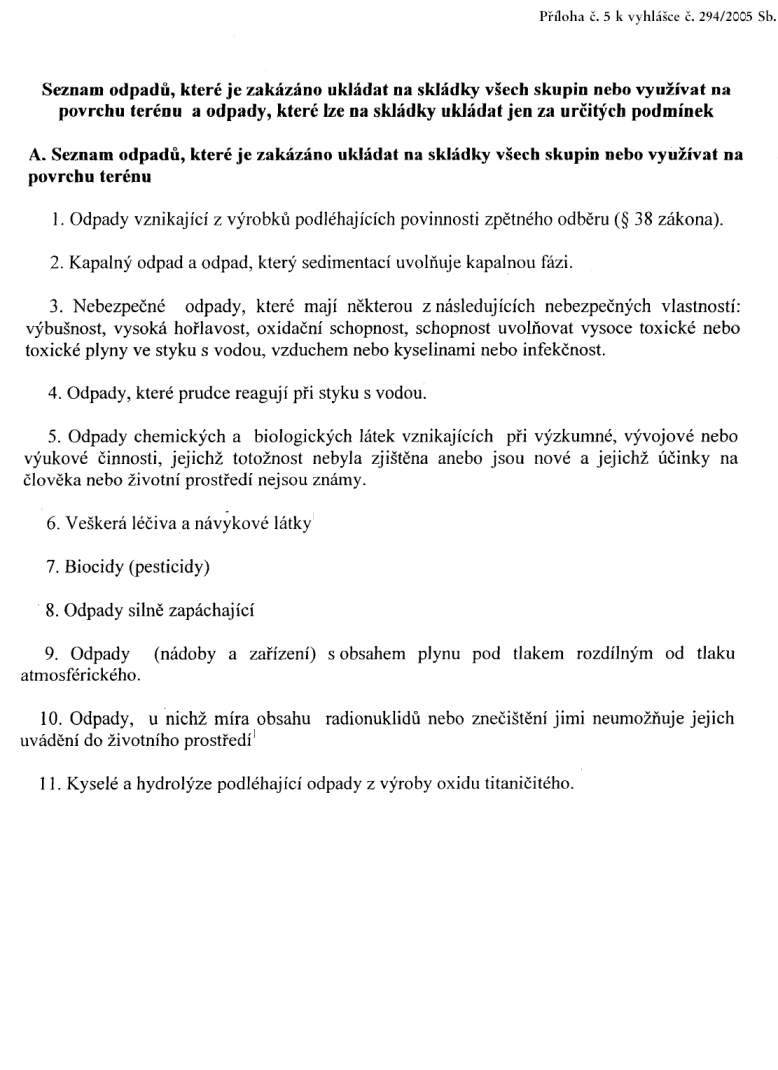 Příloha č. 5 k vyhlášce č. 294/2005 Sb.
Seznam odpadů, které je zakázáno ukládat na skládky všech skupin nebo využívat na
povrchu terénu a odpady, které lze na skládky ukládat jen za určitých podmínek
A. Seznam odpadů, které je zakázáno ukládat na skládky všech skupin nebo využívat na
povrchu terénu
1. Odpady vznikající z výrobků podléhajících povinnosti zpětného odběru (§ 38 zákona).
2. Kapalný odpad a odpad, který sedimentací uvolňuje kapalnou fázi.
3. Nebezpečné odpady, které mají některou z následujících nebezpečných vlastností:
výbušnost, vysoká hořlavost, oxidační schopnost, schopnost uvolňovat vysoce toxické nebo
toxické plyny ve styku s vodou, vzduchem nebo kyselinami nebo infekčnost.
4. Odpady, které prudce reagují při styku s vodou.
5. Odpady chemických a biologických látek vznikajících při výzkumné, vývojové nebo
výukové činnosti, jejichž totožnost nebyla zjištěna anebo jsou nové a jejichž účinky na
člověka nebo životní prostředí nejsou známy.
6. Veškerá léčiva a návykové látky¹
7. Biocidy (pesticidy)
8. Odpady silně zapáchající
9. Odpady (nádoby a zařízení) s obsahem plynu pod tlakem rozdílným od tlaku
atmosférického.
10. Odpady, u nichž míra obsahu radionuklidů nebo znečištění jimi neumožňuje jejich
uvádění do životního prostředí¹
11. Kyselé a hydrolýze podléhající odpady z výroby oxidu titaničitého.